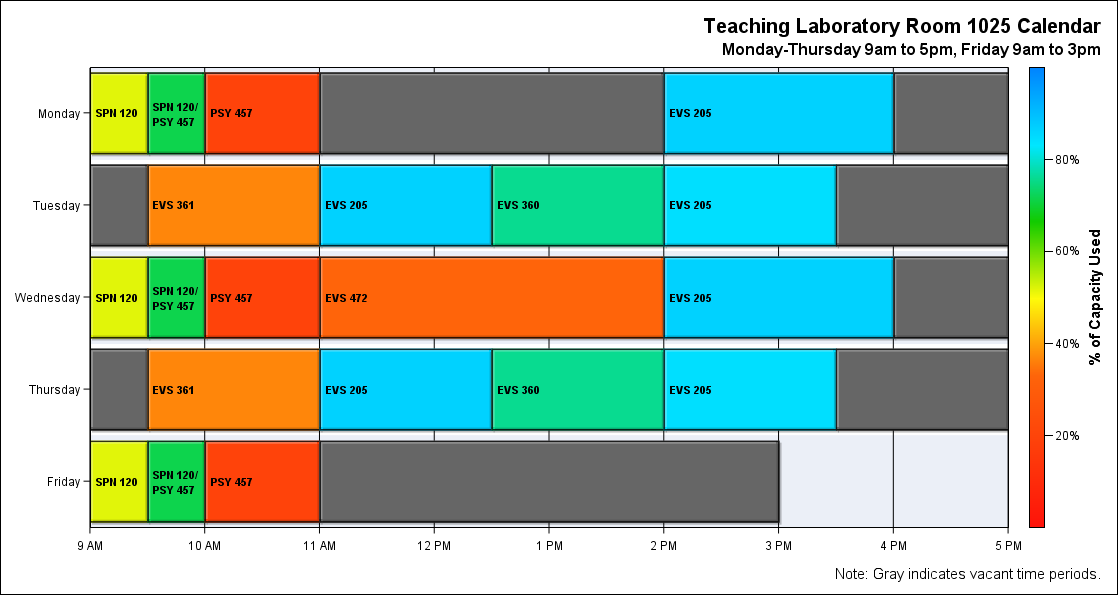 Teaching Laboratory Room 1025 Calendar
Monday-Thursday 9am to 5pm, Friday 9am to 3pm
Monday
SPN 120
SPN 120/
PSY 457
PSY 457
EVS 205
Tuesday
EVS 361
EVS 205
EVS 360
EVS 205
Wednesday
SPN 120
SPN 120/
PSY 457
PSY 457
EVS 472
EVS 205
Thursday
EVS 361
EVS 205
EVS 360
EVS 205
Friday
SPN 120
SPN 120/
PSY 457
PSY 457
9 AM
10 AM
11 AM
12 PM
1 PM
2 PM
3 PM
4 PM
5 PM
80%
60%
40%
20%
% of Capacity Used
Note: Gray indicates vacant time periods.